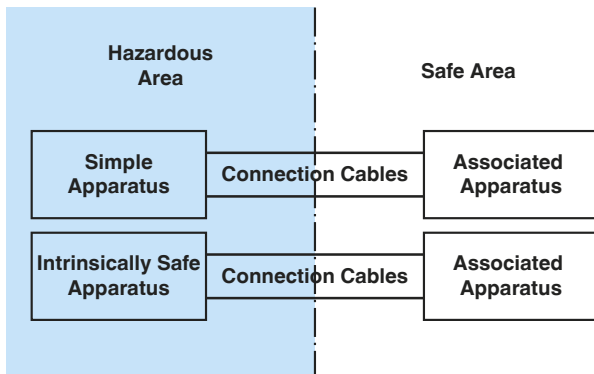 Hazardous
Area
Safe Area
Simple
Apparatus
Connection Cables
Associated
Apparatus
Intrinsically Safe
Apparatus
Connection Cables
Associated
Apparatus